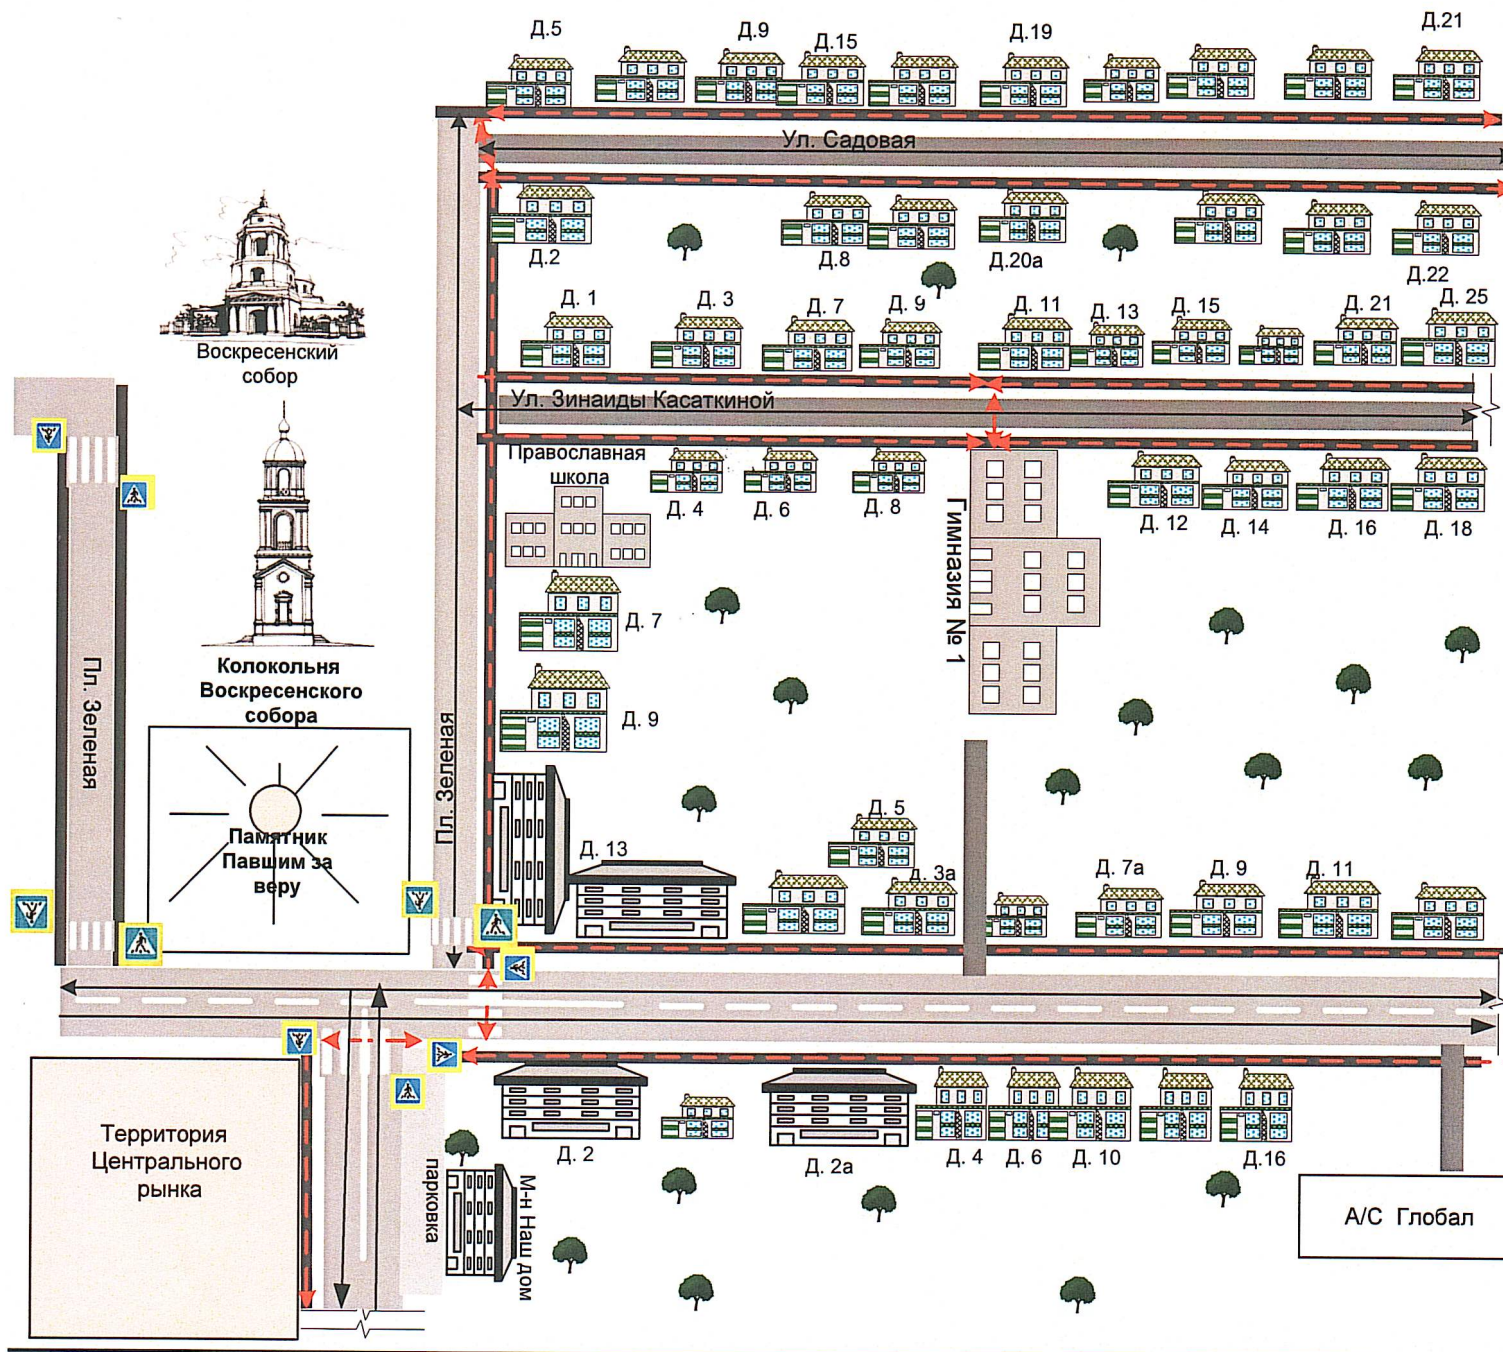 Д.5
Д.9
Д.15
Д.19
Д.21
Ул. Садовая
Д.2
Д.8
Д.20а
Д.22
Воскресенский
собор
Д. 1
Д. 3
Д. 7
Д. 9
Д. 11
Д. 13
Д. 15
Д. 21
Д. 25
Ул. Зинаиды Касаткиной
Православная
школа
Д. 4
Д. 6
Д. 8
Гимназия № 1
Д. 12
Д. 14
Д. 16
Д. 18
Д. 7
Д. 9
Пл. Зеленая
Колокольня
Воскресенского
собора
Пл. Зеленая
Памятник
Павшим за
веру
Д. 13
Д. 5
д. 3а
Д. 7а
Д. 9
Д. 11
Территория
Центрального
рынка
парковка
М-н Наш дом
Д. 2
Д. 2а
Д. 4
Д. 6
Д. 10
Д.16
А/С Глобал